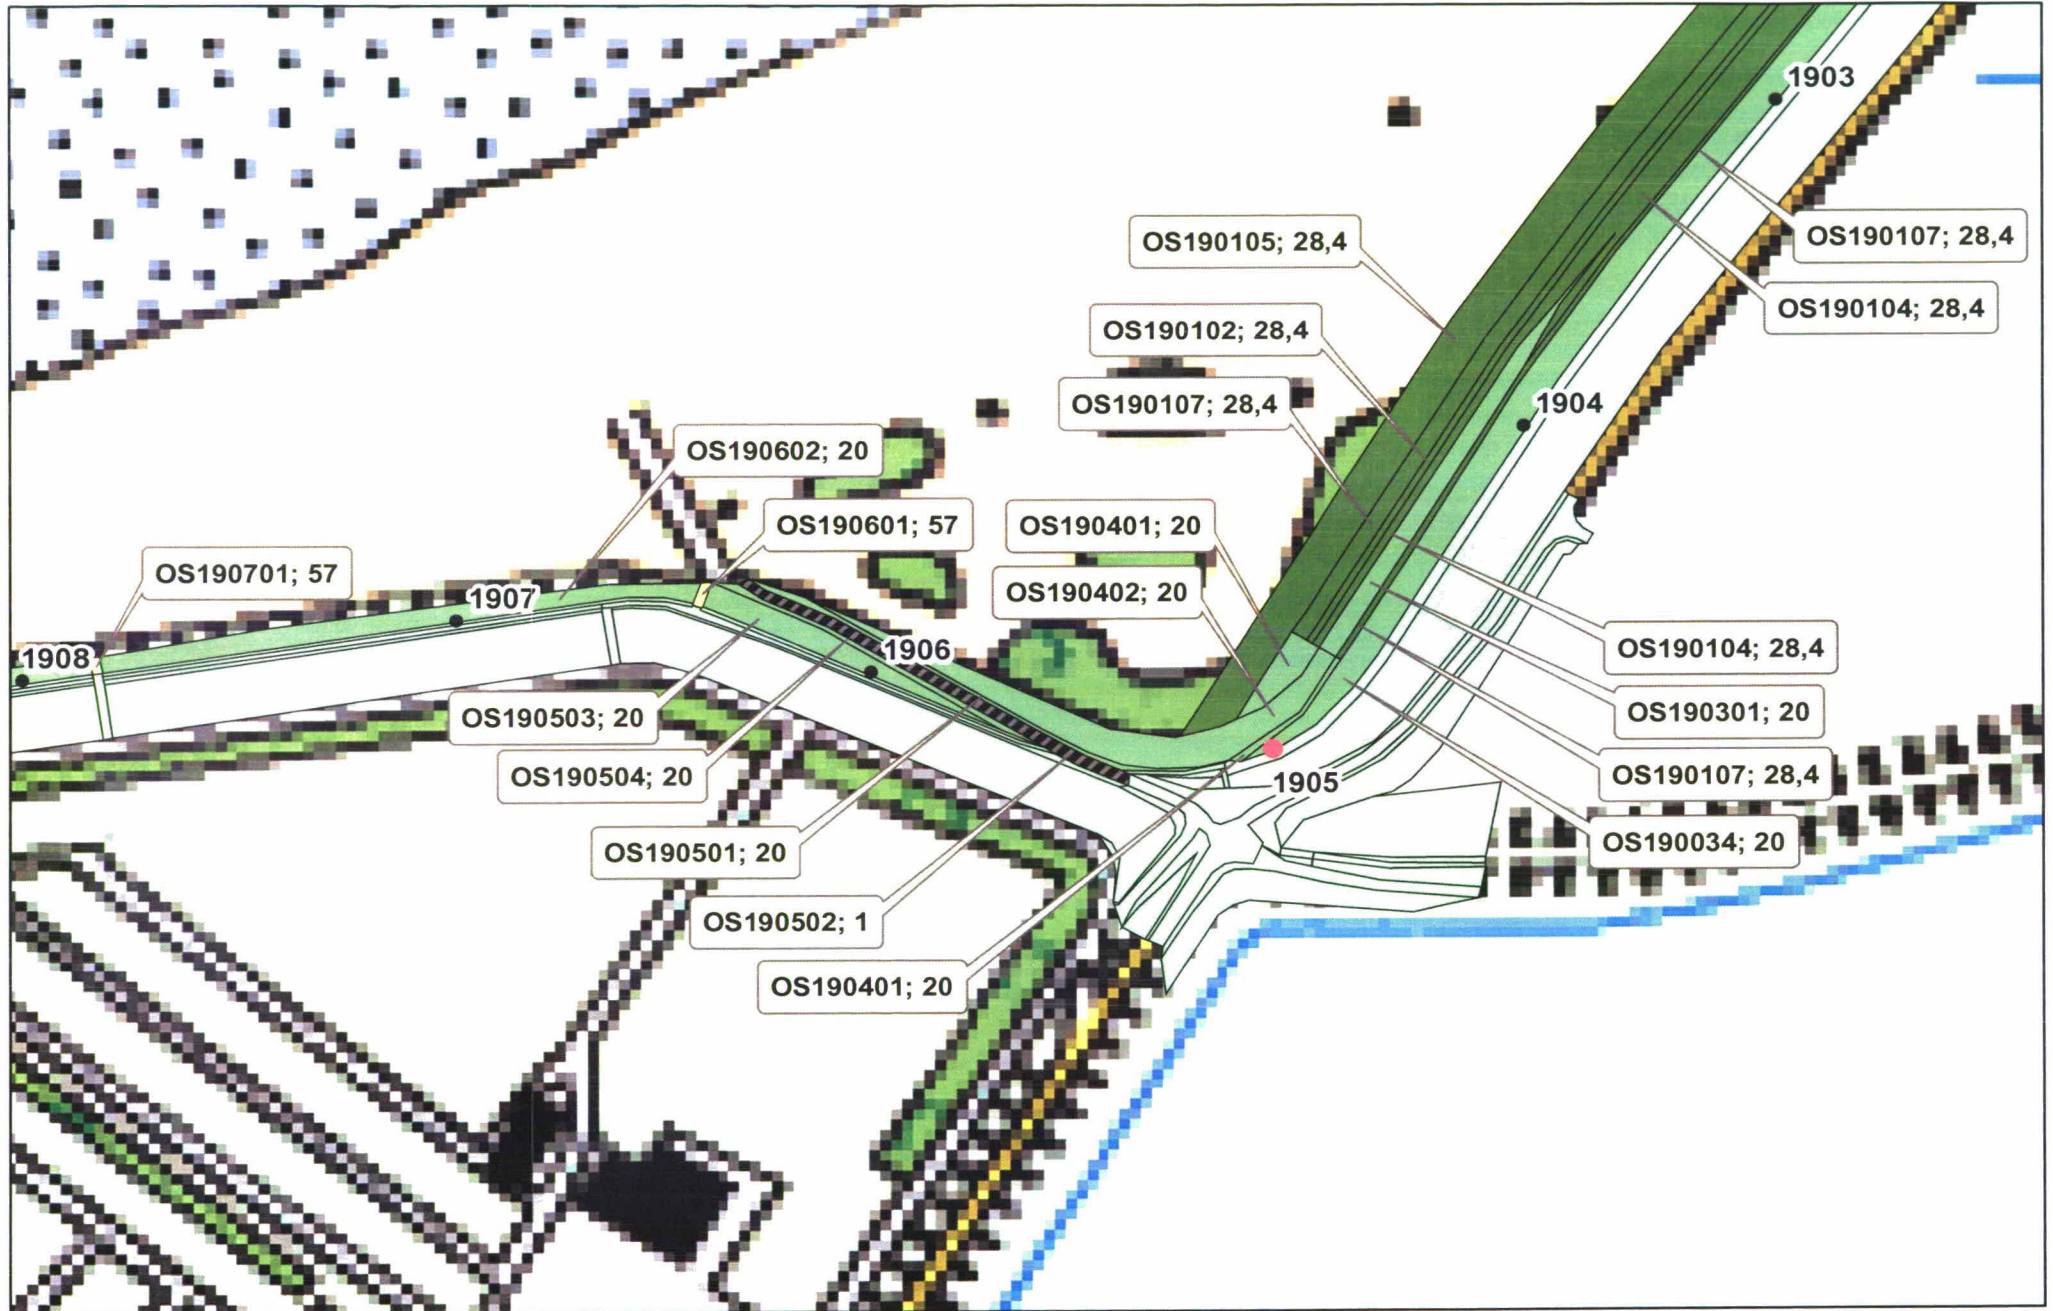 1903
OS190107; 28,4
OS190105; 28,4
OS190104; 28,4
OS190102; 28,4
OS190107; 28,4
1904
OS190602; 20
OS190601; 57
OS190401; 20
OS190701; 57
OS190402; 20
1907
OS190104; 28,4
1906
1908
OS190503; 20
OS190301; 20
OS190504; 20
OS190107; 28,4
1905
OS190034; 20
OS190501; 20
OS190502; 1
OS190401; 20